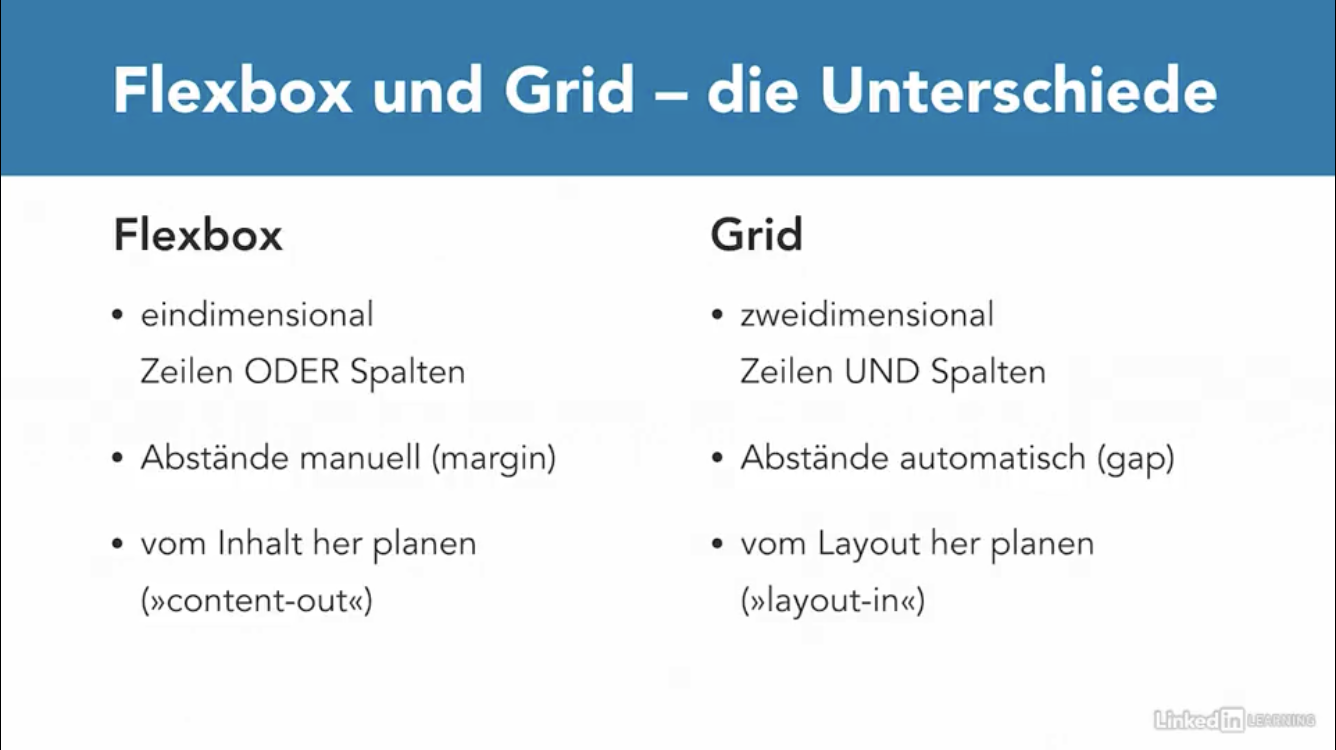 Flexbox und Grid – die Unterschiede
Flexbox
• eindimensional
Zeilen ODER Spalten
• Abstände manuell (margin)
• vom Inhalt her planen
(»content-out«)
Grid
• zweidimensional
Zeilen UND Spalten
• Abstände automatisch (gap)
• vom Layout her planen
(»layout-in«)
Linked in LEARNING